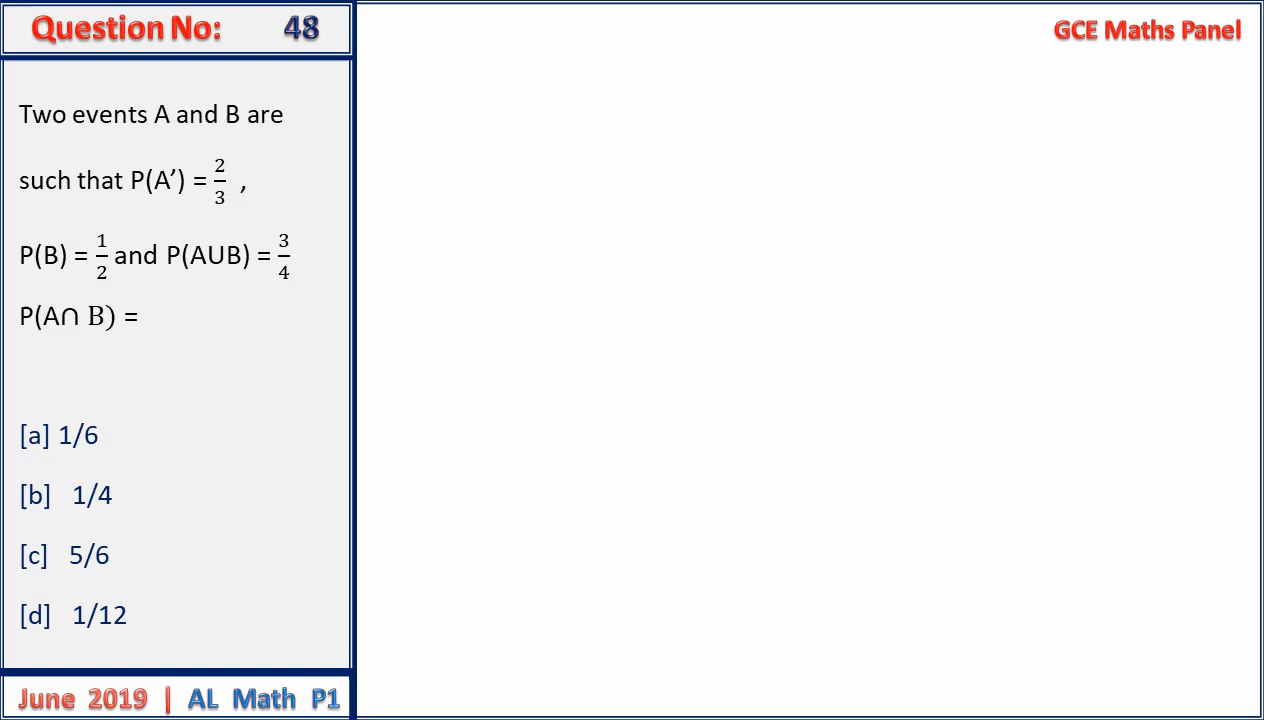 Question No: 48
GCE Maths Panel
Two events A and B are
such that P(A’) = 2/3 ,
P(B) = 1/2 and P(A∪B) = 3/4
P(A∩ B) =
[a] 1/6
[b] 1/4
[c] 5/6
[d] 1/12
June 2019 | AL Math P1